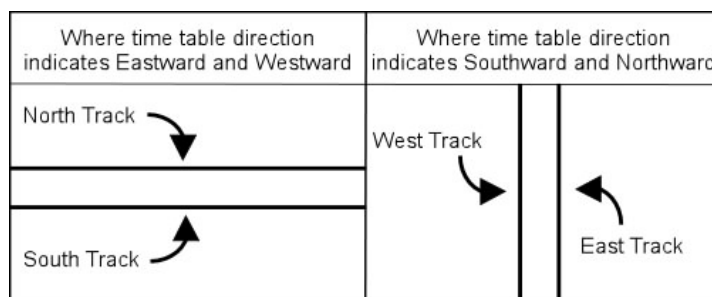 Where time table direction
indicates Eastward and Westward
Where time table direction
indicates Southward and Northward
North Track
South Track
West Track
East Track